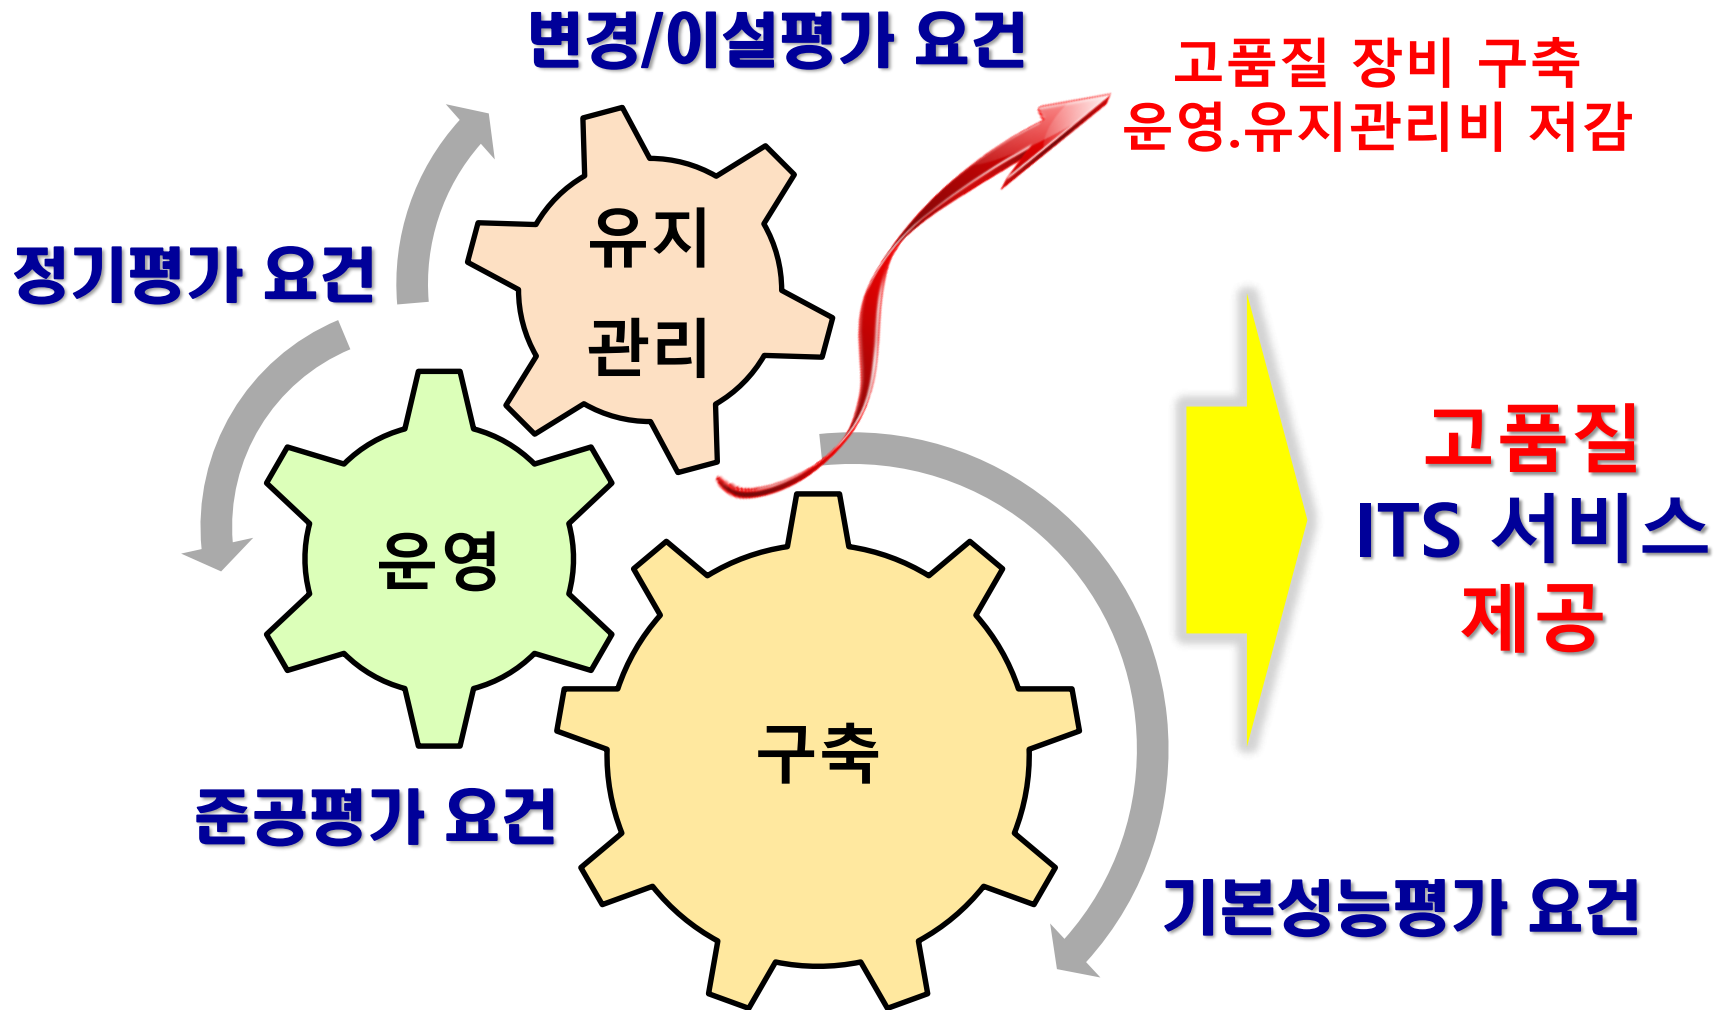 변경/이설평가 요건
고품질 장비 구축
운영.유지관리비 저감
유지
관리
정기평가 요건
운영
고품질
ITS 서비스
제공
구축
준공평가 요건
기본성능평가 요건